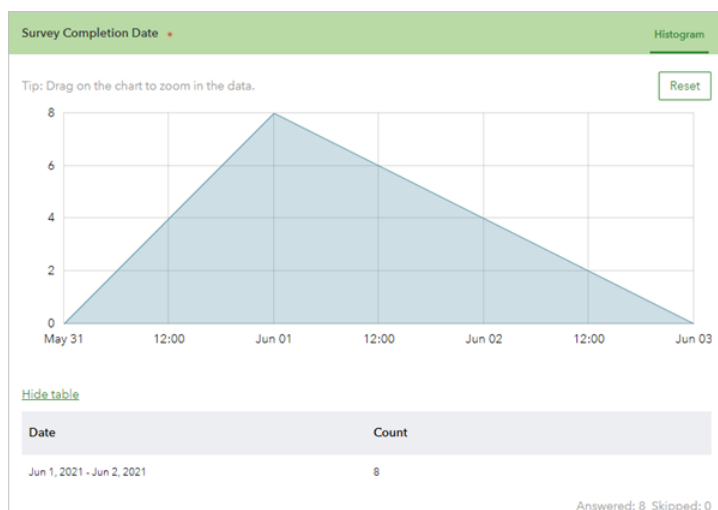 Survey Completion Date *
Histogram
Tip: Drag on the chart to zoom in the data.
Reset
8
6
4
2
0
May 31 12:00 Jun 01 12:00 Jun 02 12:00 Jun 03
Hide table
Date Count
Jun 1, 2021 - Jun 2, 2021 8
Answered: 8 Skipped: 0